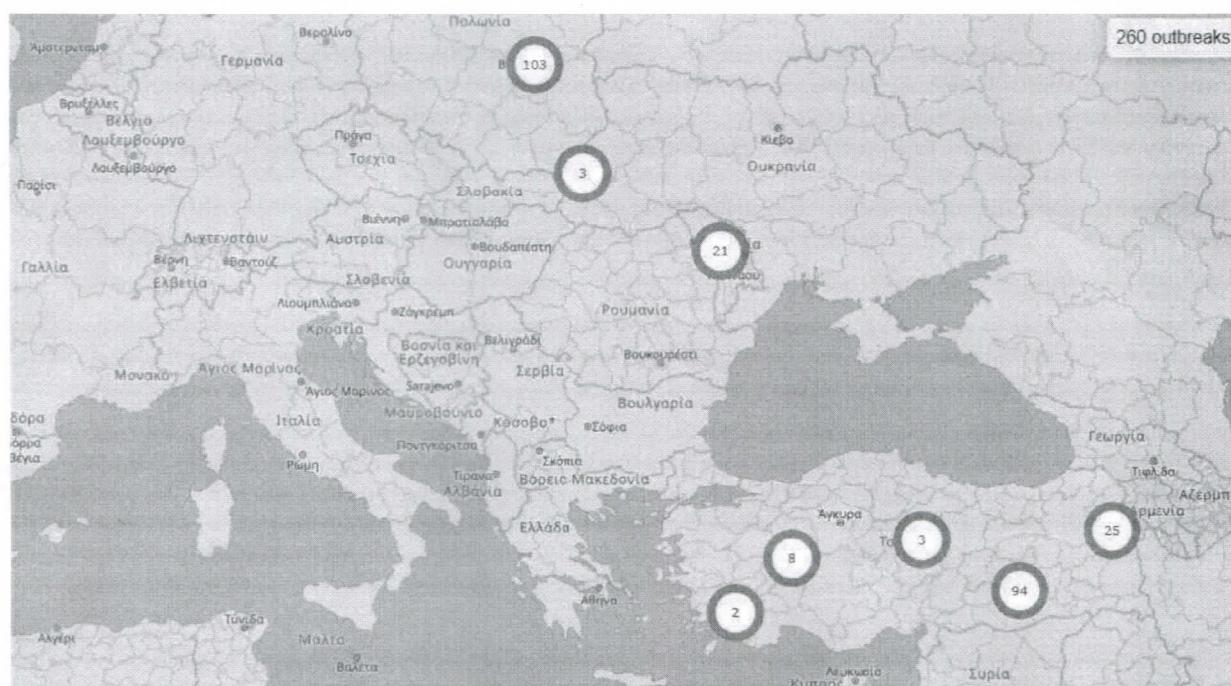 Πολωνία
260 outbreaks
Βερολίνο
Άμστερνταμ
Γερμανία
103
Βρυξέλλες
Βέλγιο
Λουξεμβούργο
Λουξεμβούργο
Πράγα
Τσεχία
Κίεβο
Ουκρανία
3
Παρίσι
Σλοβακία
Βιέννη
Μπρατισλάβα
21
Λιχτενστάιν
Αυστρία
Βουδαπέστη
Ουγγαρία
Γαλλία
Βέρνη
Βαντούζ
Ελβετία
Σλοβενία
Λιουμπλιάνα
Ζάγκρεμπ
Ρουμανία
Κροατία
Βοσνία και
Ερζεγοβίνη
Βελιγράδι
Βουκουρέστι
Μονακό
Άγιος Μαρίνος
Άγιος Μαρίνος
Sarajevo
Σερβία
Βουλγαρία
Ιταλία
Μαυροβούνιο
Κόσοβο*
Σόφια
Ποντγκόριτσα
Γεωργία
Ρώμη
Σκόπια
Τιφλίδα
Τίρανα
Αλβανία
Βόρεια Μακεδονία
Ελλάδα
Άγκυρα
Αρμενία
25
3
8
94
2
Αθήνα
Τύνιδα
Αλγέρι
Μάλτα
Βαλέτα
Λευκωσία
Κύπρος
Συρία